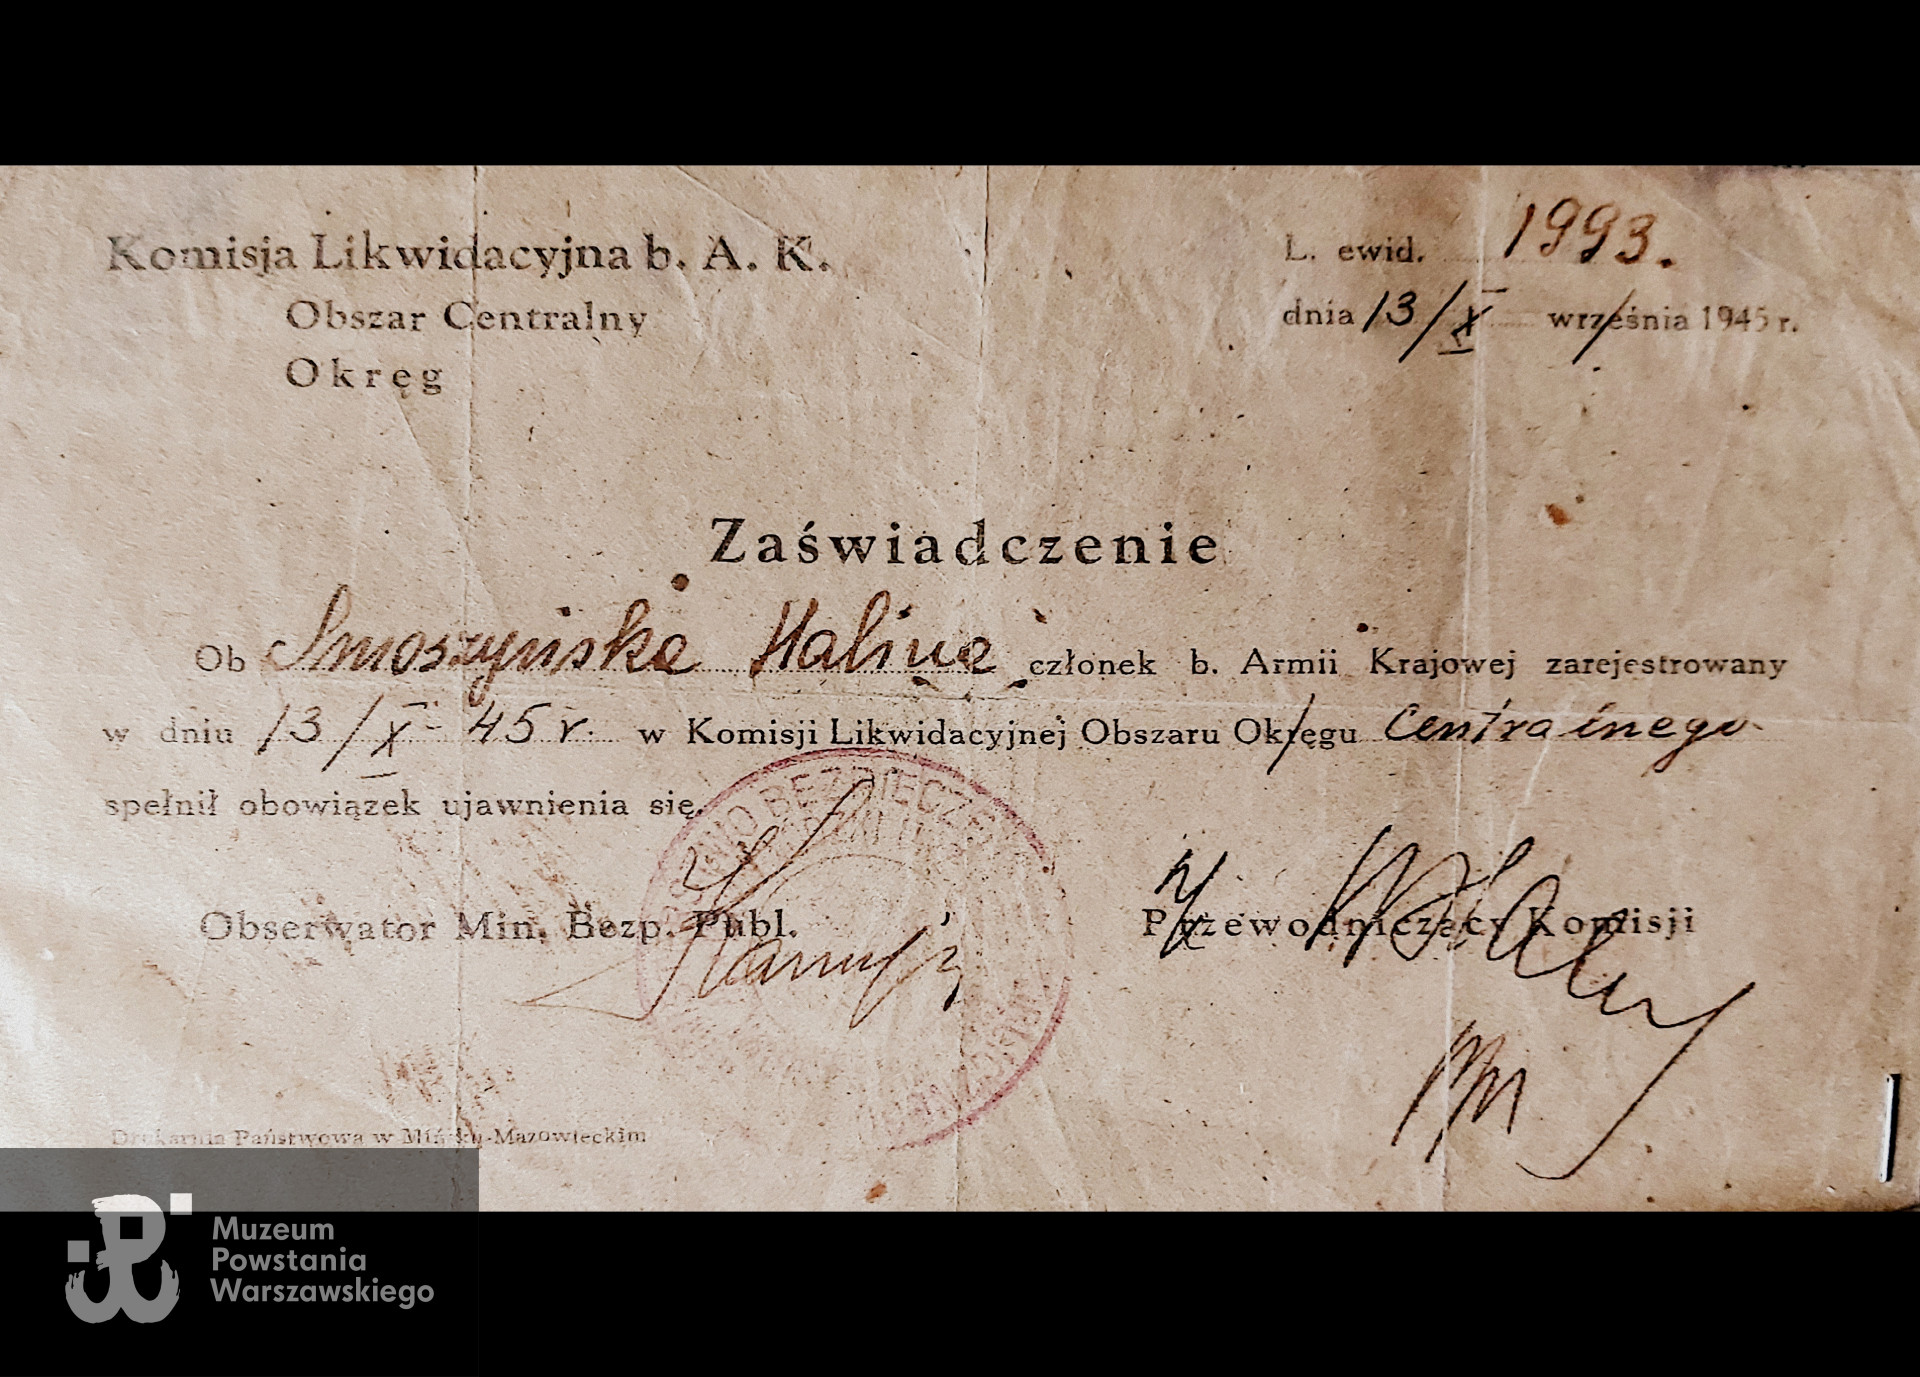 Komisja Likwidacyjna b. A. K.
Obszar Centralny
Okręg
L. ewid. 1993.
dnia 13/X września 1945 r.
Zaświadczenie
Ob Smoszyńska Halina członek b. Armii Krajowej zarejestrowany
w dniu 13/X 45 r. w Komisji Likwidacyjnej Obszaru Okręgu Centralnego
spełnił obowiązek ujawnienia się.
Obserwator Min. Bezp. Publ.
Przewodniczący Komisji
Drukarnia Państwowa w Mińsku-Mazowieckim
Muzeum
Powstania
Warszawskiego